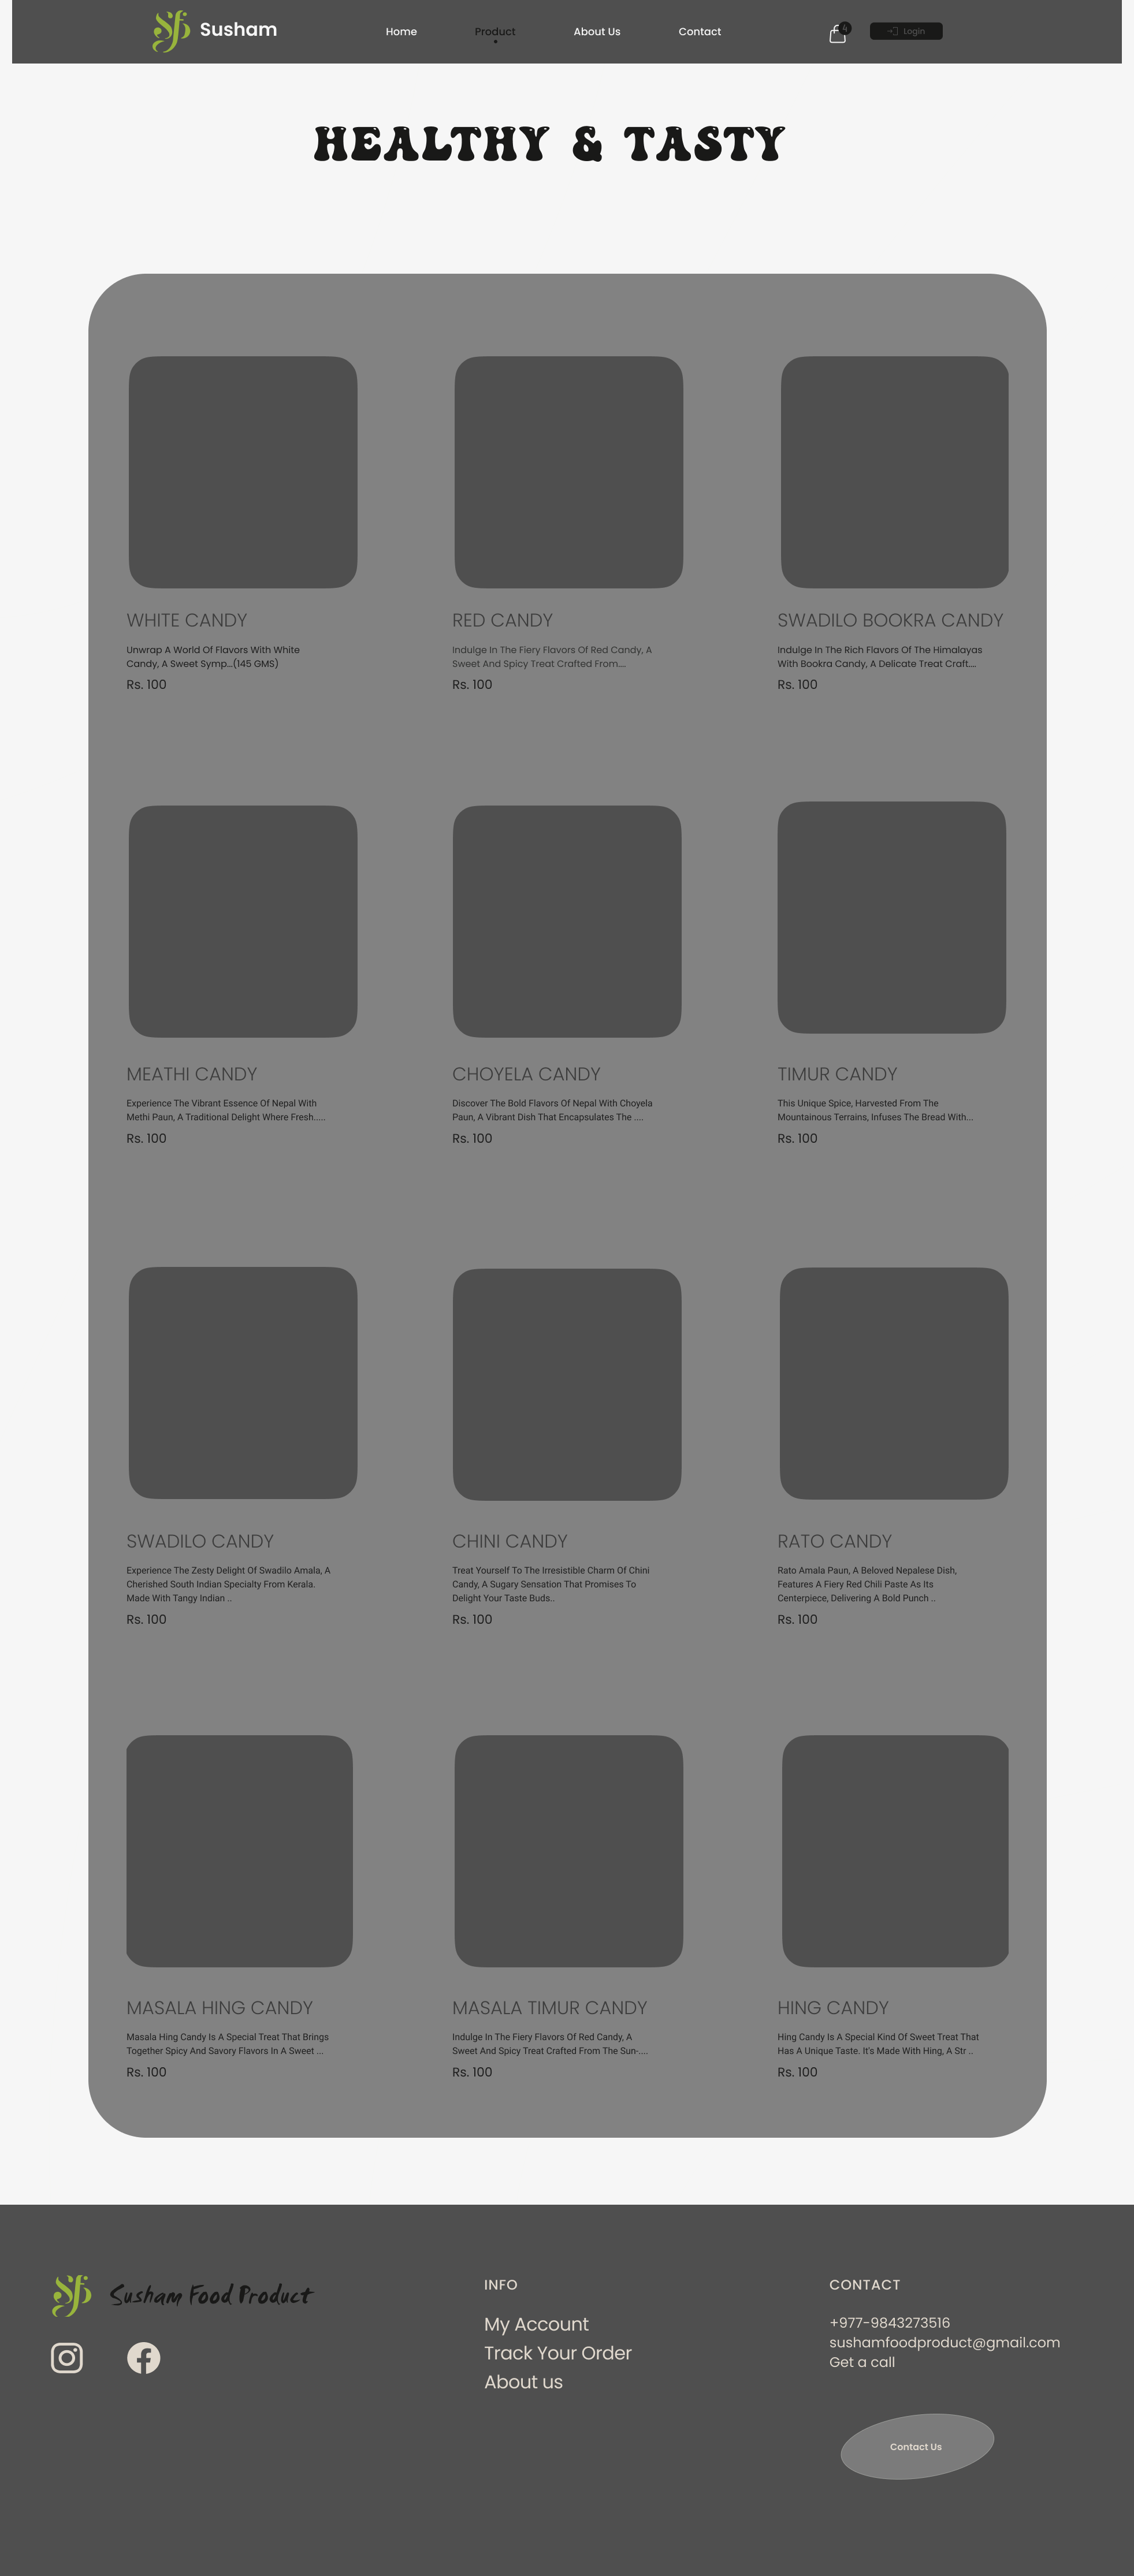 Susham
Home
Product
About Us
Contact
Login
HEALTHY & TASTY
WHITE CANDY
Unwrap A World Of Flavors With White
Candy, A Sweet Symp...(145 GMS)
Rs. 100
RED CANDY
Indulge In The Fiery Flavors Of Red Candy, A
Sweet And Spicy Treat Crafted From....
Rs. 100
SWADILO BOOKRA CANDY
Indulge In The Rich Flavors Of The Himalayas
With Bookra Candy, A Delicate Treat Craft....
Rs. 100
MEATHI CANDY
Experience The Vibrant Essence Of Nepal With
Methi Paun, A Traditional Delight Where Fresh.....
Rs. 100
CHOYELA CANDY
Discover The Bold Flavors Of Nepal With Choyela
Paun, A Vibrant Dish That Encapsulates The ....
Rs. 100
TIMUR CANDY
This Unique Spice, Harvested From The
Mountainous Terrains, Infuses The Bread With...
Rs. 100
SWADILO CANDY
Experience The Zesty Delight Of Swadilo Amala, A
Cherished South Indian Specialty From Kerala.
Made With Tangy Indian ..
Rs. 100
CHINI CANDY
Treat Yourself To The Irresistible Charm Of Chini
Candy, A Sugary Sensation That Promises To
Delight Your Taste Buds..
Rs. 100
RATO CANDY
Rato Amala Paun, A Beloved Nepalese Dish,
Features A Fiery Red Chili Paste As Its
Centerpiece, Delivering A Bold Punch ..
Rs. 100
MASALA HING CANDY
Masala Hing Candy Is A Special Treat That Brings
Together Spicy And Savory Flavors In A Sweet ...
Rs. 100
MASALA TIMUR CANDY
Indulge In The Fiery Flavors Of Red Candy, A
Sweet And Spicy Treat Crafted From The Sun-....
Rs. 100
HING CANDY
Hing Candy Is A Special Kind Of Sweet Treat That
Has A Unique Taste. It's Made With Hing, A Str ..
Rs. 100
Susham Food Product
INFO
My Account
Track Your Order
About us
CONTACT
+977-9843273516
sushamfoodproduct@gmail.com
Get a call
Contact Us